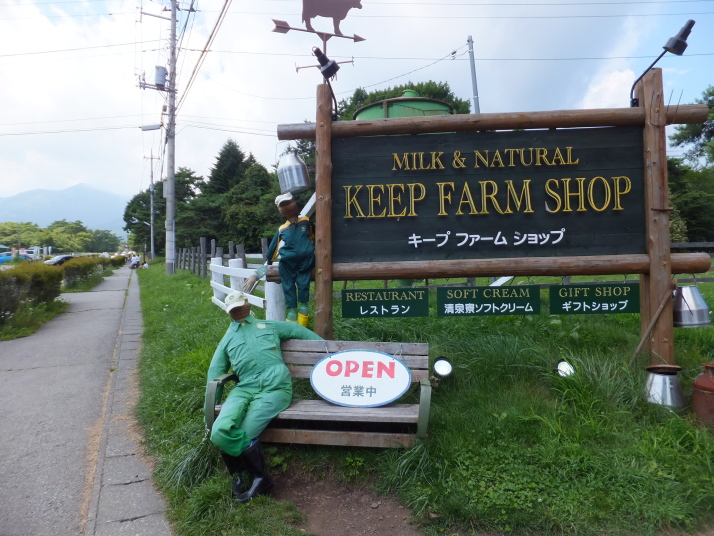 MILK & NATURAL
KEEP FARM SHOP
キープ ファーム ショップ
RESTAURANT
レストラン
SOFT CREAM
清泉寮ソフトクリーム
GIFT SHOP
ギフトショップ
OPEN
営業中